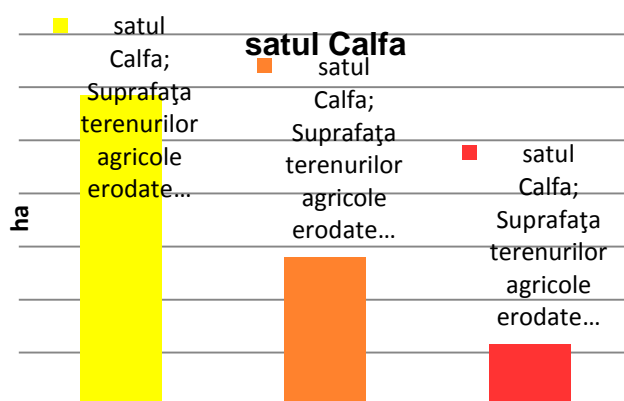 satul Calfa
satul
Calfa;
Suprafaţa
terenurilor
agricole
erodate…
satul
Calfa;
Suprafaţa
terenurilor
agricole
erodate…
satul
Calfa;
Suprafaţa
terenurilor
agricole
erodate…
ha